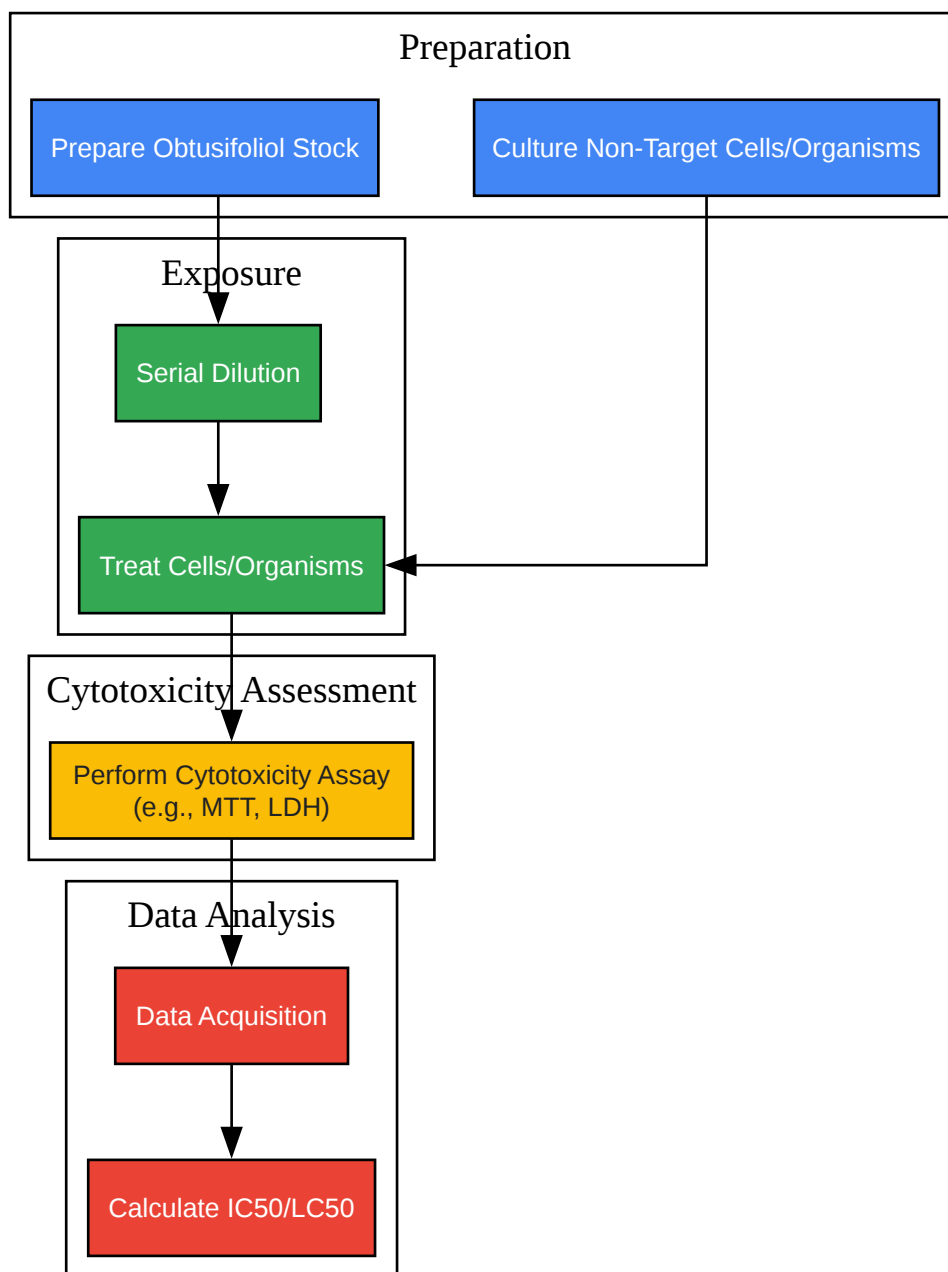 Preparation
Prepare Obtusifoliol Stock
Culture Non-Target Cells/Organisms
Exposure
Serial Dilution
Treat Cells/Organisms
Cytotoxicity Assessment
Perform Cytotoxicity Assay
(e.g., MTT, LDH)
Data Analysis
Data Acquisition
Calculate IC50/LC50